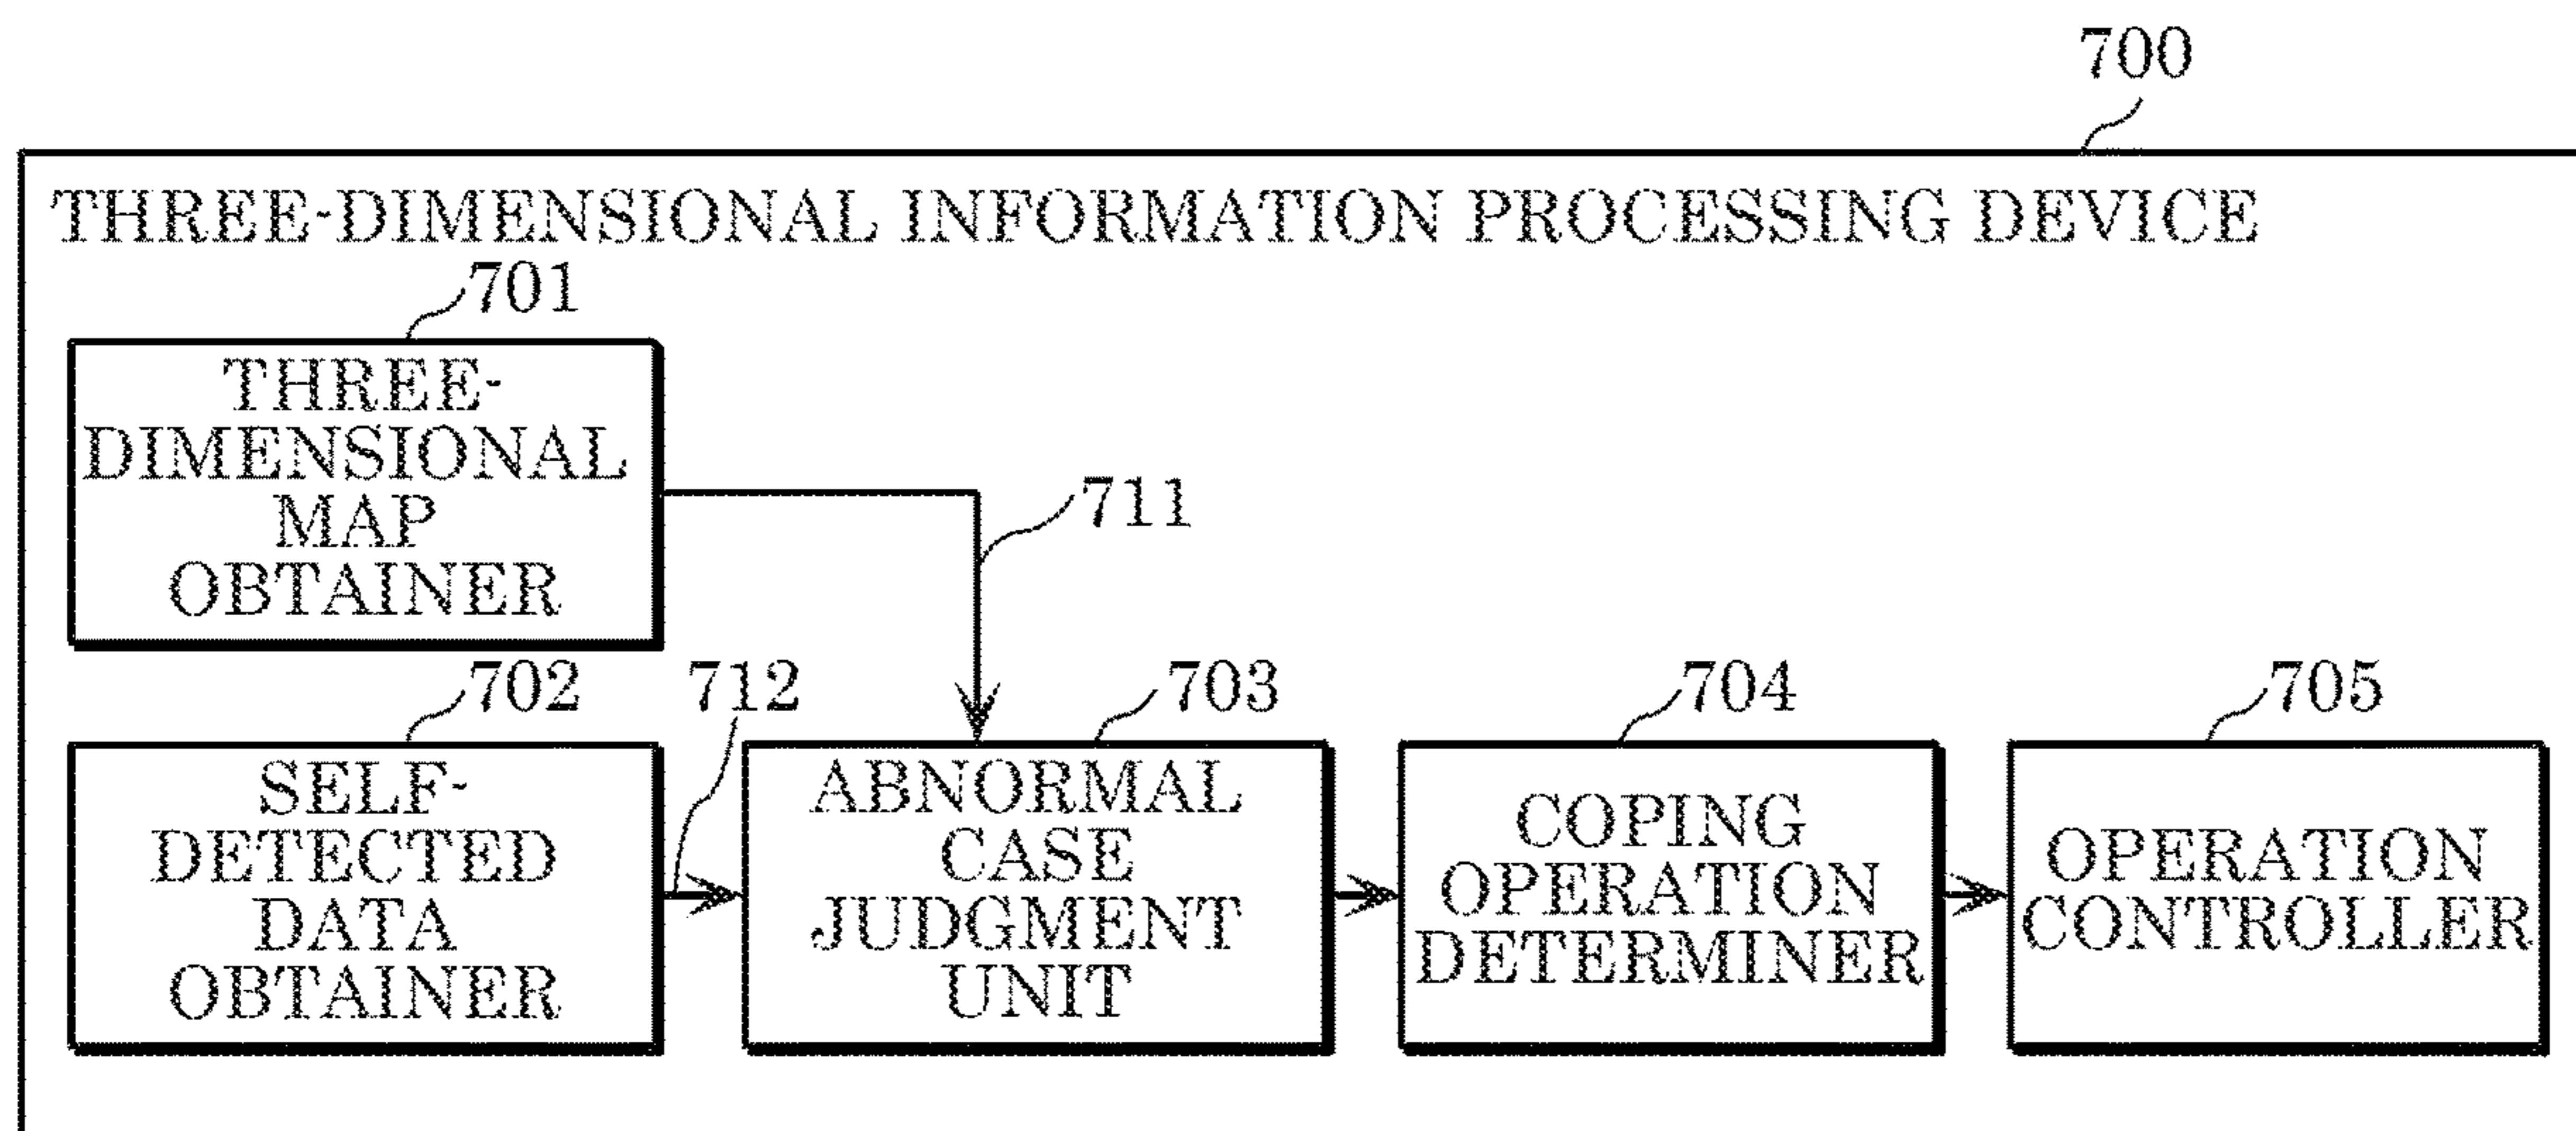 700
THREE-DIMENSIONAL INFORMATION PROCESSING DEVICE
701
THREE-
DIMENSIONAL
MAP
OBTAINER
711
702
712
703
704
705
SELF-
DETECTED
DATA
OBTAINER
ABNORMAL
CASE
JUDGMENT
UNIT
COPING
OPERATION
DETERMINER
OPERATION
CONTROLLER